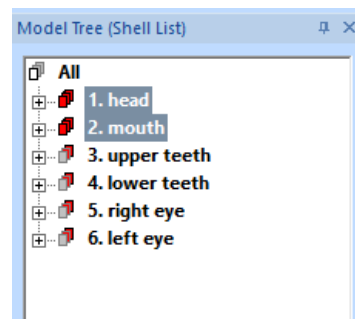 Model Tree (Shell List)
All
1. head
2. mouth
3. upper teeth
4. lower teeth
5. right eye
6. left eye